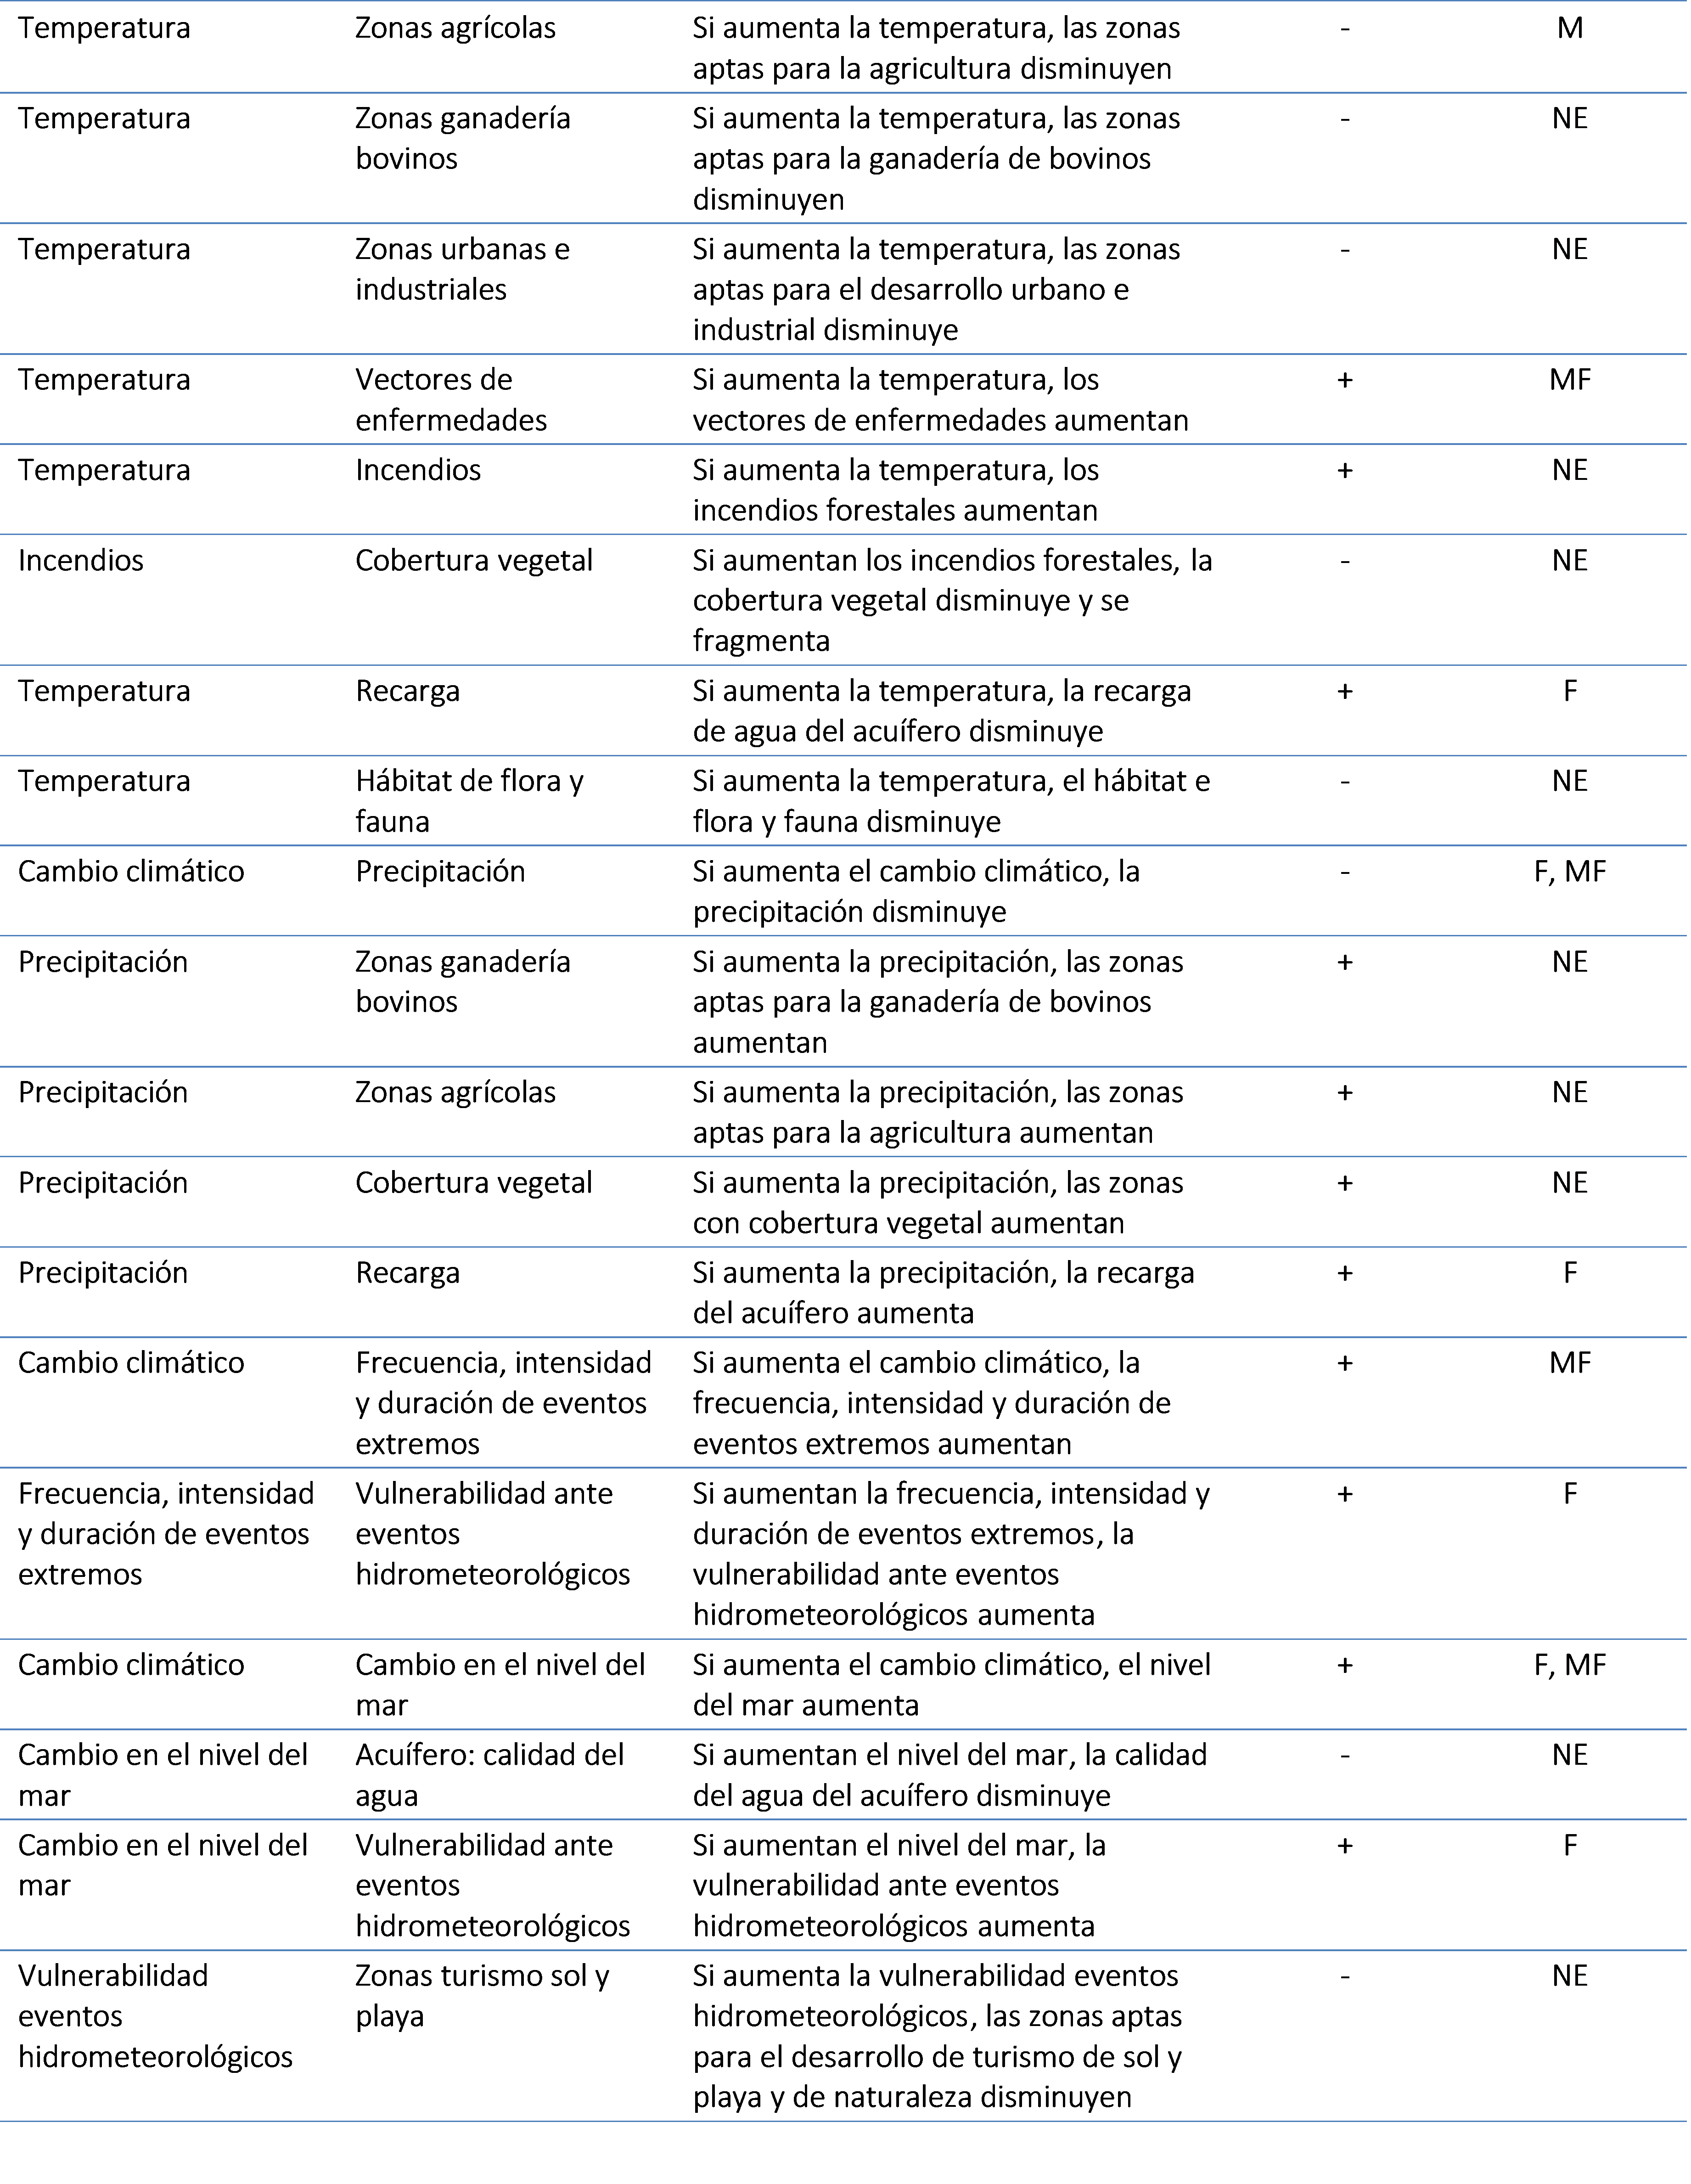 Temperatura Zonas agrícolas Si aumenta la temperatura, las zonas - M
aptas para la agricultura disminuyen
Temperatura Zonas ganadería Si aumenta la temperatura, las zonas - NE
bovinos aptas para la ganadería de bovinos
disminuyen
Temperatura Zonas urbanas e Si aumenta la temperatura, las zonas - NE
industriales aptas para el desarrollo urbano e
industrial disminuye
Temperatura Vectores de Si aumenta la temperatura, los + MF
enfermedades vectores de enfermedades aumentan
Temperatura Incendios Si aumenta la temperatura, los + NE
incendios forestales aumentan
Incendios Cobertura vegetal Si aumentan los incendios forestales, la - NE
cobertura vegetal disminuye y se
fragmenta
Temperatura Recarga Si aumenta la temperatura, la recarga + F
de agua del acuífero disminuye
Temperatura Hábitat de flora y Si aumenta la temperatura, el hábitat e - NE
fauna flora y fauna disminuye
Cambio climático Precipitación Si aumenta el cambio climático, la - F, MF
precipitación disminuye
Precipitación Zonas ganadería Si aumenta la precipitación, las zonas + NE
bovinos aptas para la ganadería de bovinos
aumentan
Precipitación Zonas agrícolas Si aumenta la precipitación, las zonas + NE
aptas para la agricultura aumentan
Precipitación Cobertura vegetal Si aumenta la precipitación, las zonas + NE
con cobertura vegetal aumentan
Precipitación Recarga Si aumenta la precipitación, la recarga + F
del acuífero aumenta
Cambio climático Frecuencia, intensidad Si aumenta el cambio climático, la + MF
y duración de eventos frecuencia, intensidad y duración de
extremos eventos extremos aumentan
Frecuencia, intensidad Vulnerabilidad ante Si aumentan la frecuencia, intensidad y + F
y duración de eventos eventos duración de eventos extremos, la
extremos hidrometeorológicos vulnerabilidad ante eventos
hidrometeorológicos aumenta
Cambio climático Cambio en el nivel del Si aumenta el cambio climático, el nivel + F, MF
mar del mar aumenta
Cambio en el nivel del Acuífero: calidad del Si aumentan el nivel del mar, la calidad - NE
mar agua del agua del acuífero disminuye
Cambio en el nivel del Vulnerabilidad ante Si aumentan el nivel del mar, la + F
mar eventos vulnerabilidad ante eventos
hidrometeorológicos hidrometeorológicos aumenta
Vulnerabilidad Zonas turismo sol y Si aumenta la vulnerabilidad eventos - NE
eventos playa hidrometeorológicos, las zonas aptas
hidrometeorológicos para el desarrollo de turismo de sol y
playa y de naturaleza disminuyen